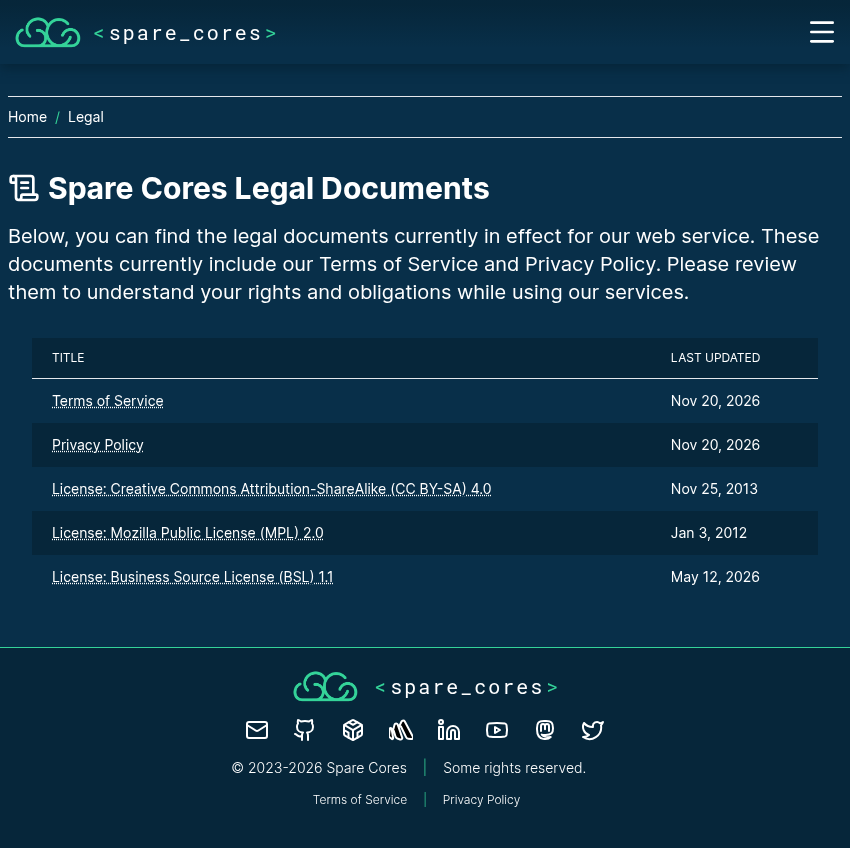 <spare_cores>
Home / Legal
Spare Cores Legal Documents
Below, you can find the legal documents currently in effect for our web service. These
documents currently include our Terms of Service and Privacy Policy. Please review
them to understand your rights and obligations while using our services.
TITLE LAST UPDATED
Terms of Service Nov 20, 2026
Privacy Policy Nov 20, 2026
License: Creative Commons Attribution-ShareAlike (CC BY-SA) 4.0 Nov 25, 2013
License: Mozilla Public License (MPL) 2.0 Jan 3, 2012
License: Business Source License (BSL) 1.1 May 12, 2026
<spare_cores>
© 2023-2026 Spare Cores | Some rights reserved.
Terms of Service | Privacy Policy